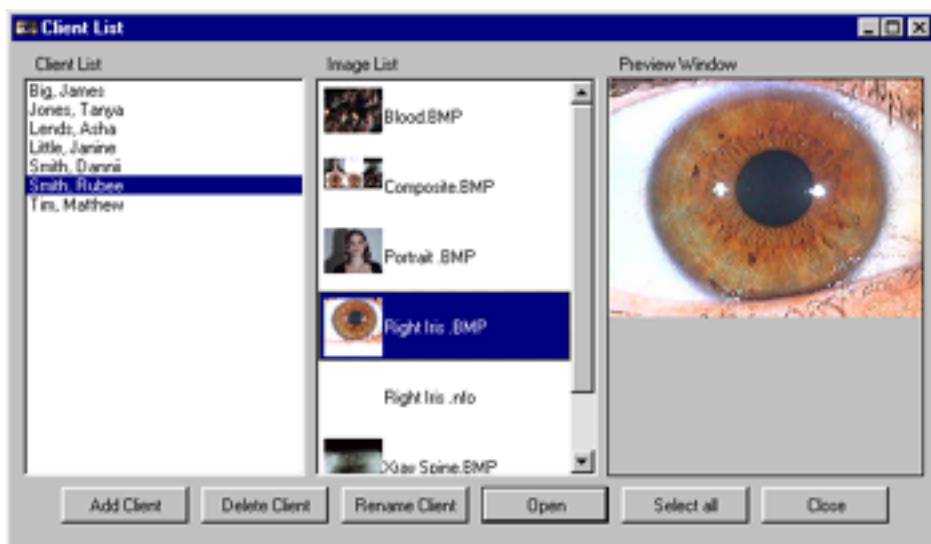 Client List
Client List
Big, James
Jones, Tanya
Lends, Asha
Little, Janine
Smith, Dannii
Smith, Rubee
Tim, Matthew
Image List
Blood.BMP
Composite.BMP
Portrait .BMP
Right Iris .BMP
Right Iris .nfo
Xray Spine.BMP
Preview Window
Add Client
Delete Client
Rename Client
Open
Select all
Close